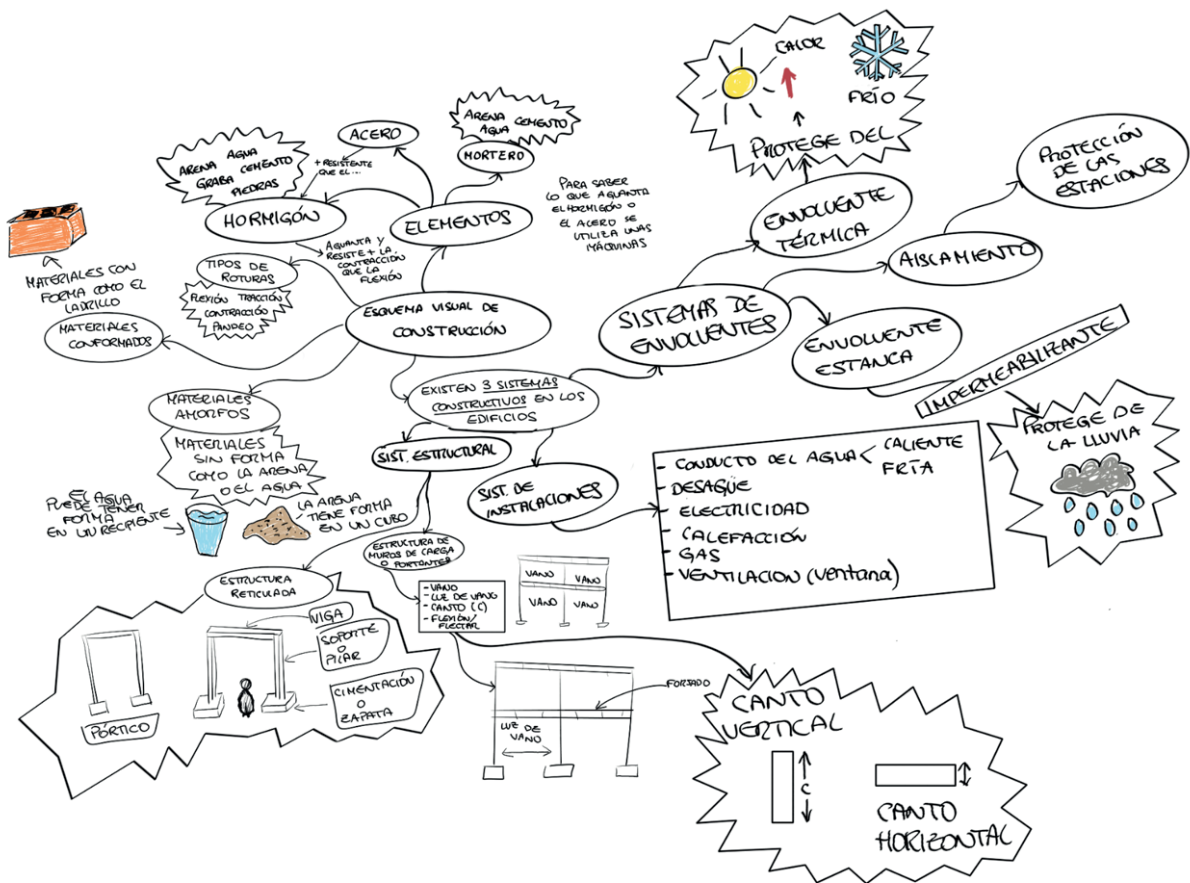 CALOR
FRÍO
PROTEGE DEL
ARENA CEMENTO
AGUA
MORTERO
ACERO
+ RESISTENTE
QUE EL...
ARENA AGUA
GRABA CEMENTO
PIEDRAS
HORMIGÓN
ELEMENTOS
PARA SABER
LO QUE AGUANTA
EL HORMIGÓN O
EL ACERO SE
UTILIZA UNAS
MÁQUINAS
ENVOLVENTE
TÉRMICA
PROTECCIÓN
DE LAS
ESTACIONES
AISLAMIENTO
AGUANTA Y
RESISTE + LA
CONTRACCIÓN
QUE LA
FLEXIÓN
TIPOS DE
ROTURAS
FLEXIÓN TRACCIÓN
CONTRACCIÓN
PANDEO
MATERIALES CON
FORMA COMO EL
LADRILLO
MATERIALES
CONFORMADOS
ESQUEMA VISUAL DE
CONSTRUCCIÓN
SISTEMAS DE
ENVOLVENTES
ENVOLVENTE
ESTANCA
IMPERMEABILIZANTE
PROTEGE DE
LA LLUVIA
EXISTEN 3 SISTEMAS
CONSTRUCTIVOS EN LOS
EDIFICIOS
MATERIALES
AMORFOS
MATERIALES
SIN FORMA
COMO LA ARENA
O EL AGUA
EL AGUA
PUEDE TENER
FORMA
EN UN RECIPIENTE
LA ARENA
TIENE FORMA
EN UN CUBO
SIST. ESTRUCTURAL
SIST. DE
INSTALACIONES
- CONDUCTO DEL AGUA < CALIENTE
FRÍA
- DESAGÜE
- ELECTRICIDAD
- CALEFACCIÓN
- GAS
- VENTILACION (ventana)
ESTRUCTURA DE
MUROS DE CARGA
O PORTANTES
- VANO
- LUZ DE VANO
- CANTO (C)
- FLEXIÓN/
FLECTAR
VANO VANO
VANO VANO
ESTRUCTURA
RETICULADA
VIGA
SOPORTE
O
PILAR
CIMENTACIÓN
O
ZAPATA
PÓRTICO
FORJADO
LUZ DE
VANO
CANTO
VERTICAL
C
CANTO
HORIZONTAL